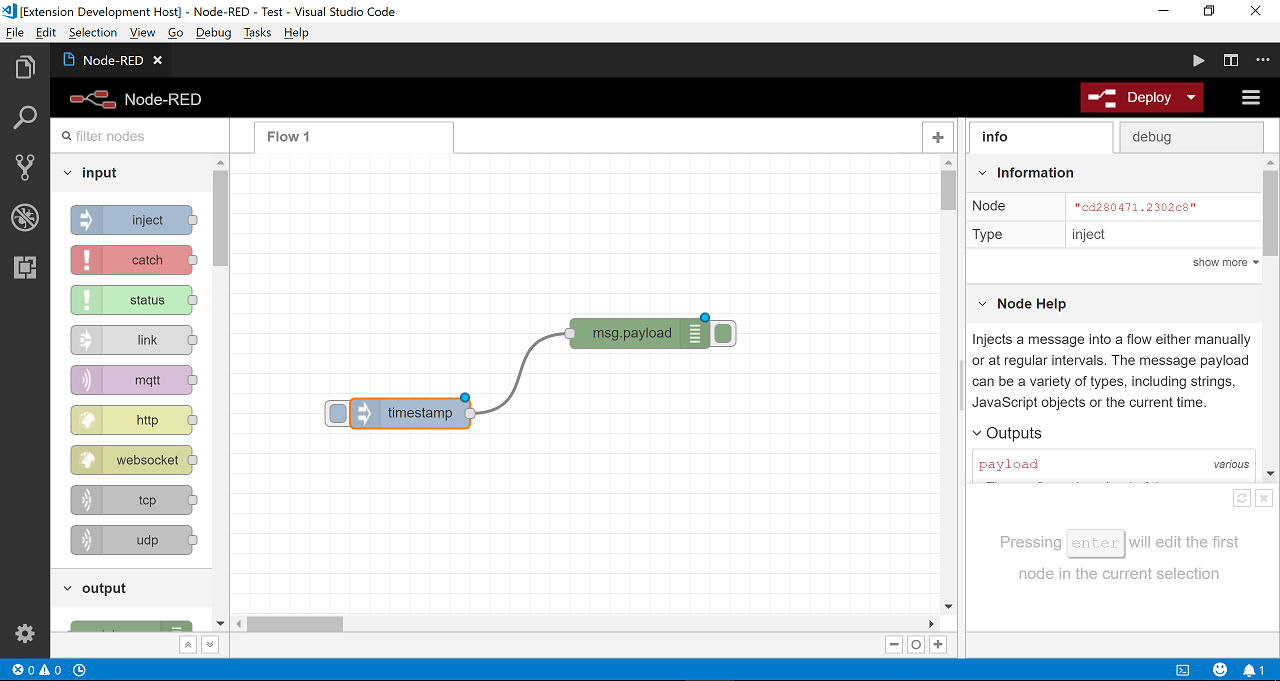 [Extension Development Host] - Node-RED - Test - Visual Studio Code
File Edit Selection View Go Debug Tasks Help
Node-RED
Node-RED
Deploy
filter nodes
input
inject
catch
status
link
mqtt
http
websocket
tcp
udp
output
Flow 1
msg.payload
timestamp
info debug
Information
Node "cd280471.2302c8"
Type inject
show more
Node Help
Injects a message into a flow either manually
or at regular intervals. The message payload
can be a variety of types, including strings,
JavaScript objects or the current time.
Outputs
payload various
Pressing enter will edit the first
node in the current selection
0 0
1